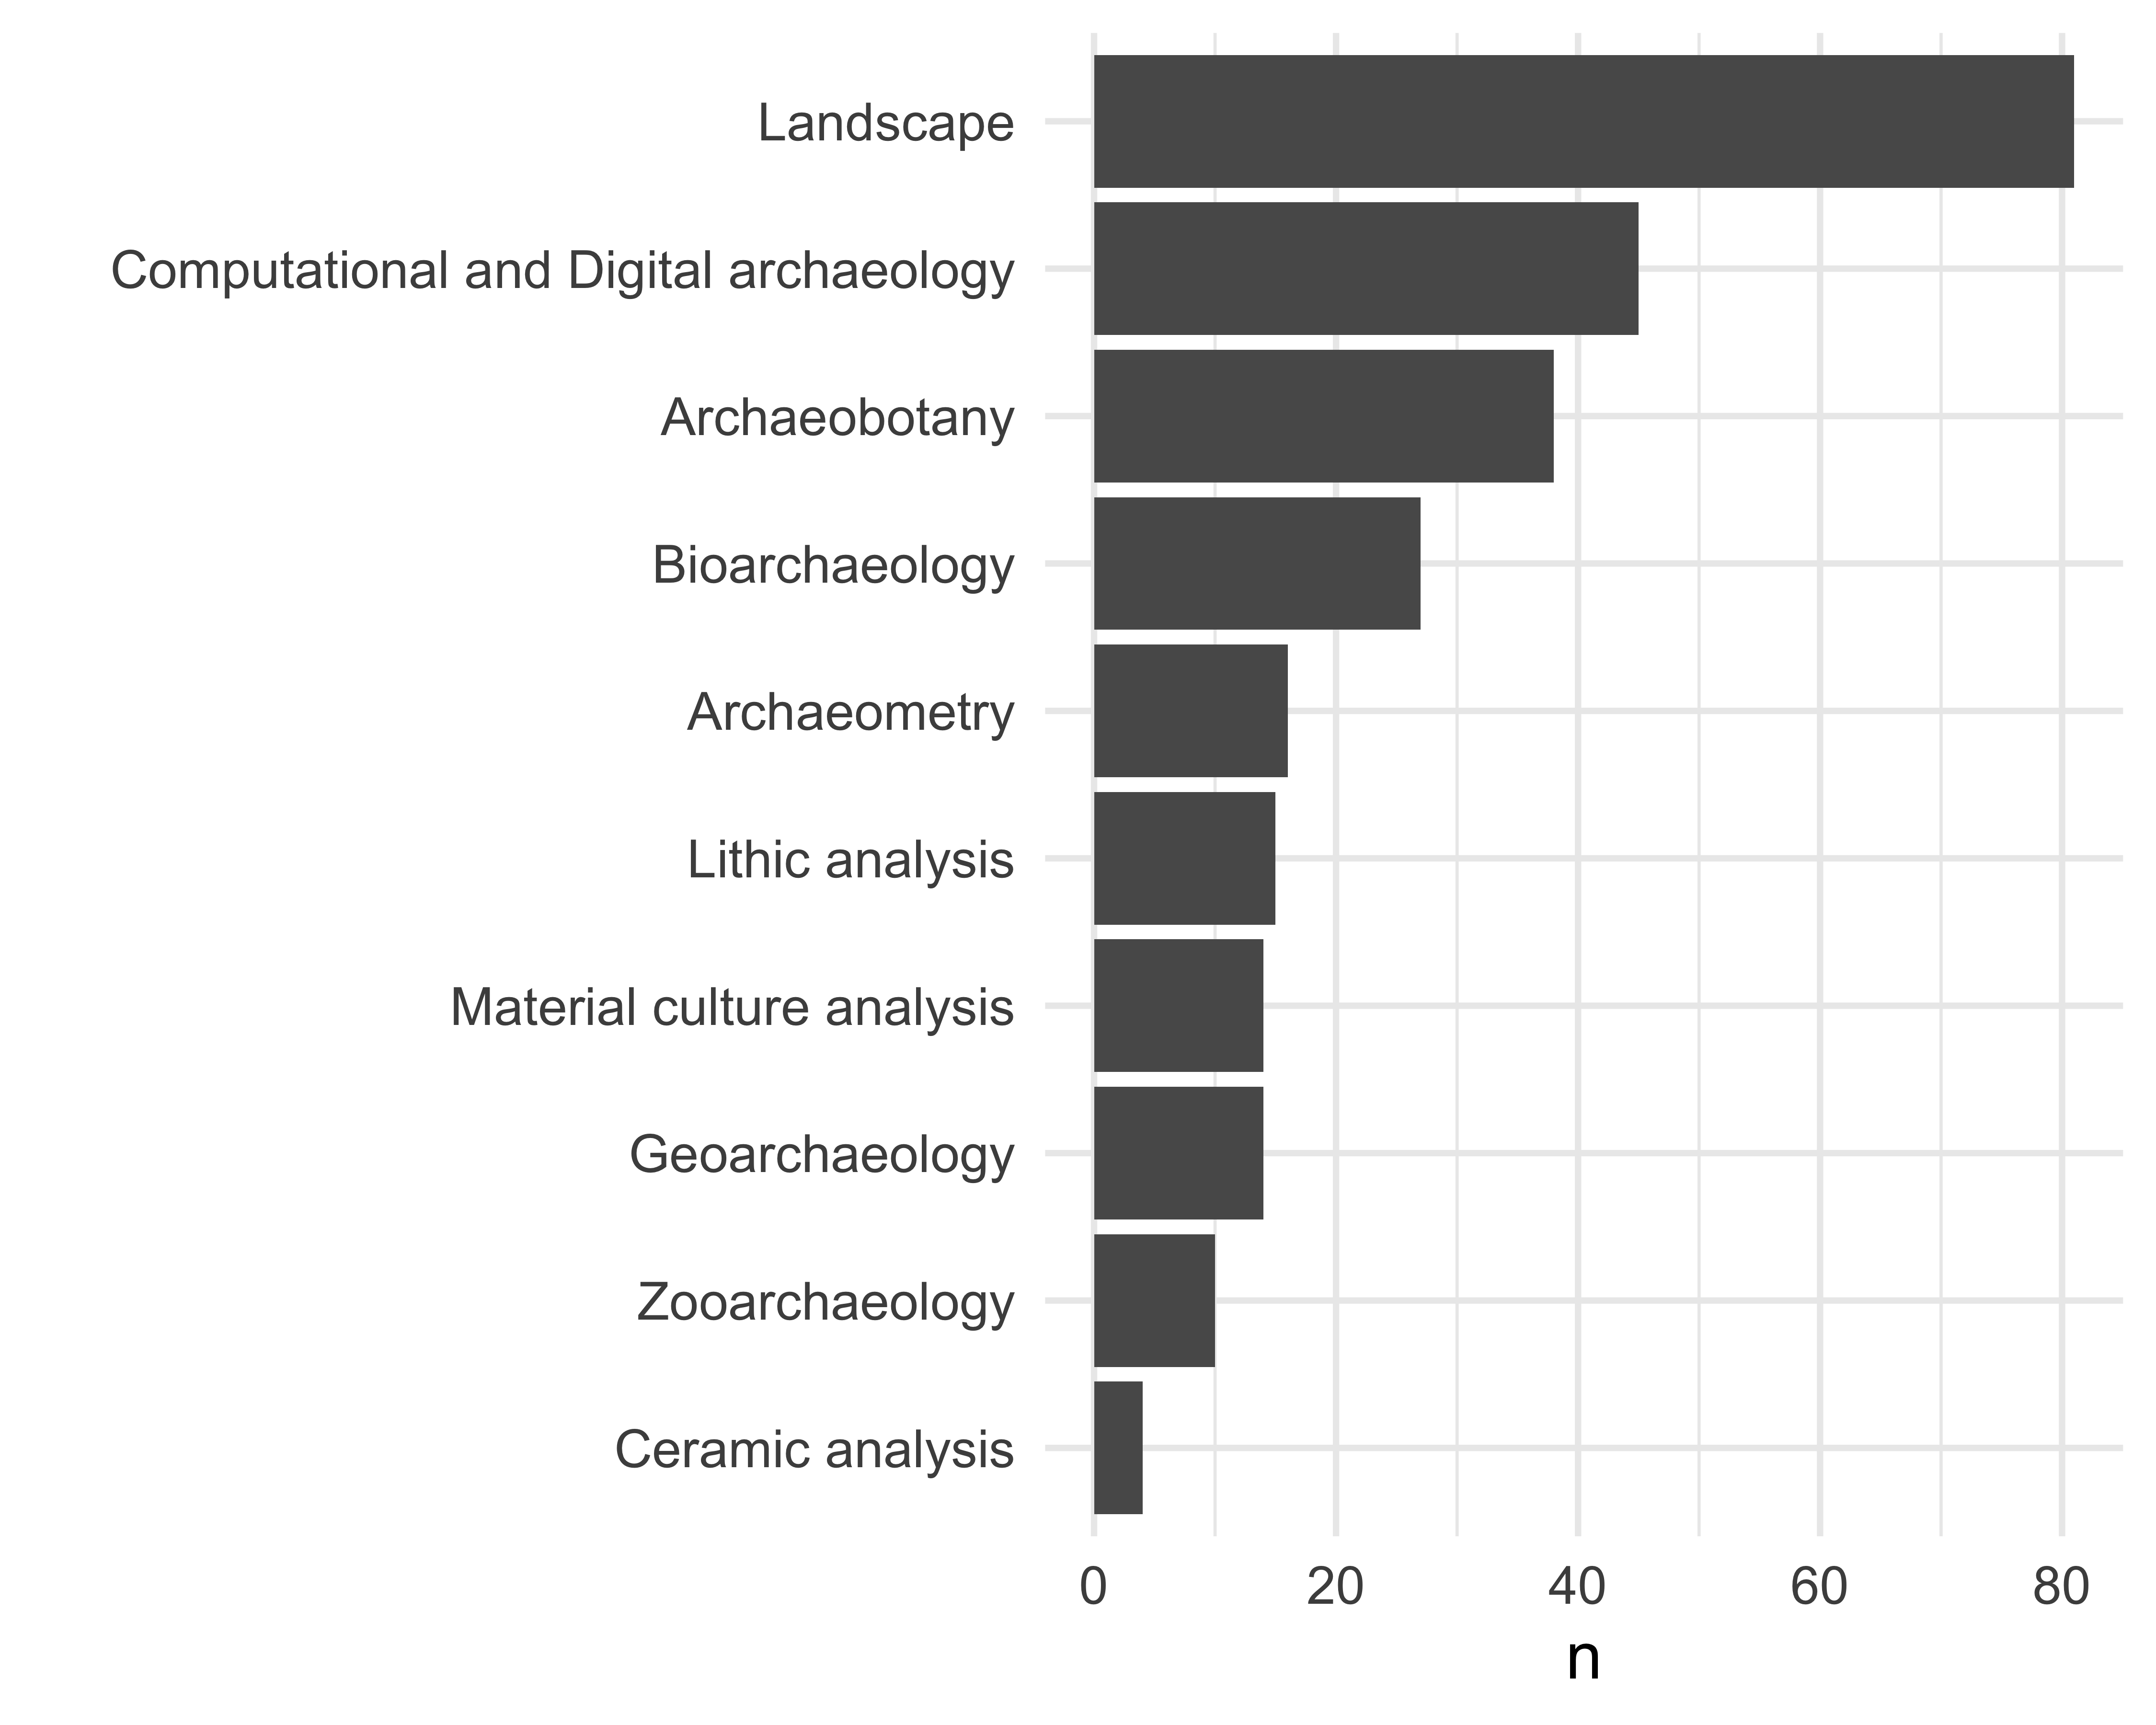 Landscape
Computational and Digital archaeology
Archaeobotany
Bioarchaeology
Archaeometry
Lithic analysis
Material culture analysis
Geoarchaeology
Zooarchaeology
Ceramic analysis
0 20 40 60 80
n